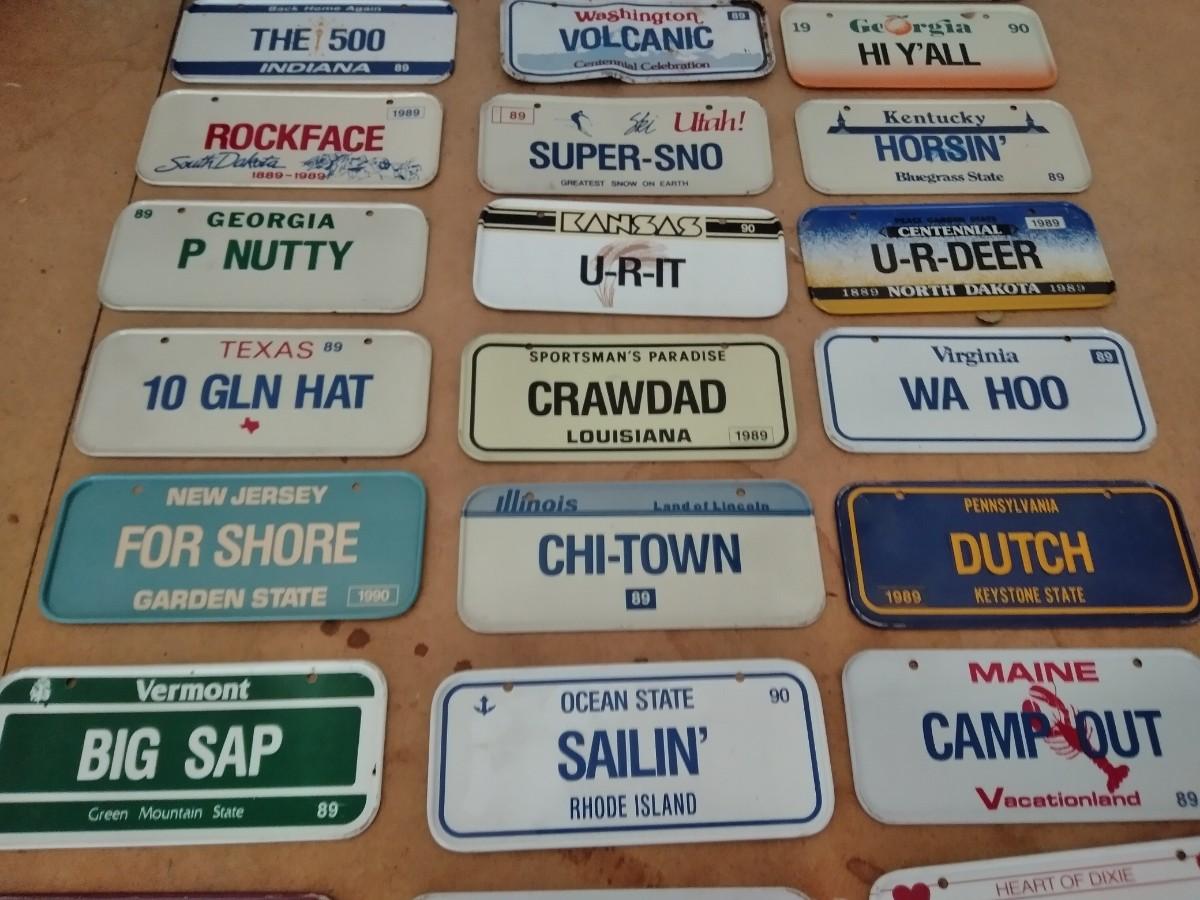 Back Home Again
THE 500
INDIANA 89
Washington 89
VOLCANIC
Centennial Celebration
19 Georgia 90
HI Y'ALL
1989
ROCKFACE
South Dakota
1889-1989
89 Ski Utah!
SUPER-SNO
GREATEST SNOW ON EARTH
Kentucky
HORSIN'
Bluegrass State 89
89 GEORGIA
P NUTTY
KANSAS 90
U-R-IT
PEACE GARDEN STATE
CENTENNIAL 1989
U-R-DEER
1889 NORTH DAKOTA 1989
TEXAS 89
10 GLN HAT
SPORTSMAN'S PARADISE
CRAWDAD
LOUISIANA 1989
Virginia 89
WA HOO
NEW JERSEY
FOR SHORE
GARDEN STATE 1990
Illinois Land of Lincoln
CHI-TOWN
89
PENNSYLVANIA
DUTCH
1989 KEYSTONE STATE
Vermont
BIG SAP
Green Mountain State 89
OCEAN STATE 90
SAILIN'
RHODE ISLAND
MAINE
CAMP OUT
Vacationland 89
HEART OF DIXIE